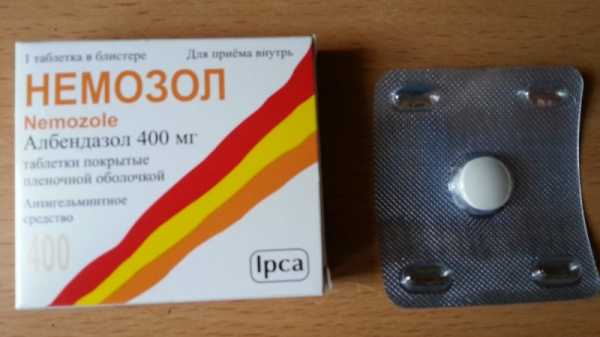 1 таблетка в блистере
Для приёма внутрь
НЕМОЗОЛ
Nemozole
Албендазол 400 мг
таблетки покрытые
пленочной оболочкой
Антигельминтное
средство
400
Ipca